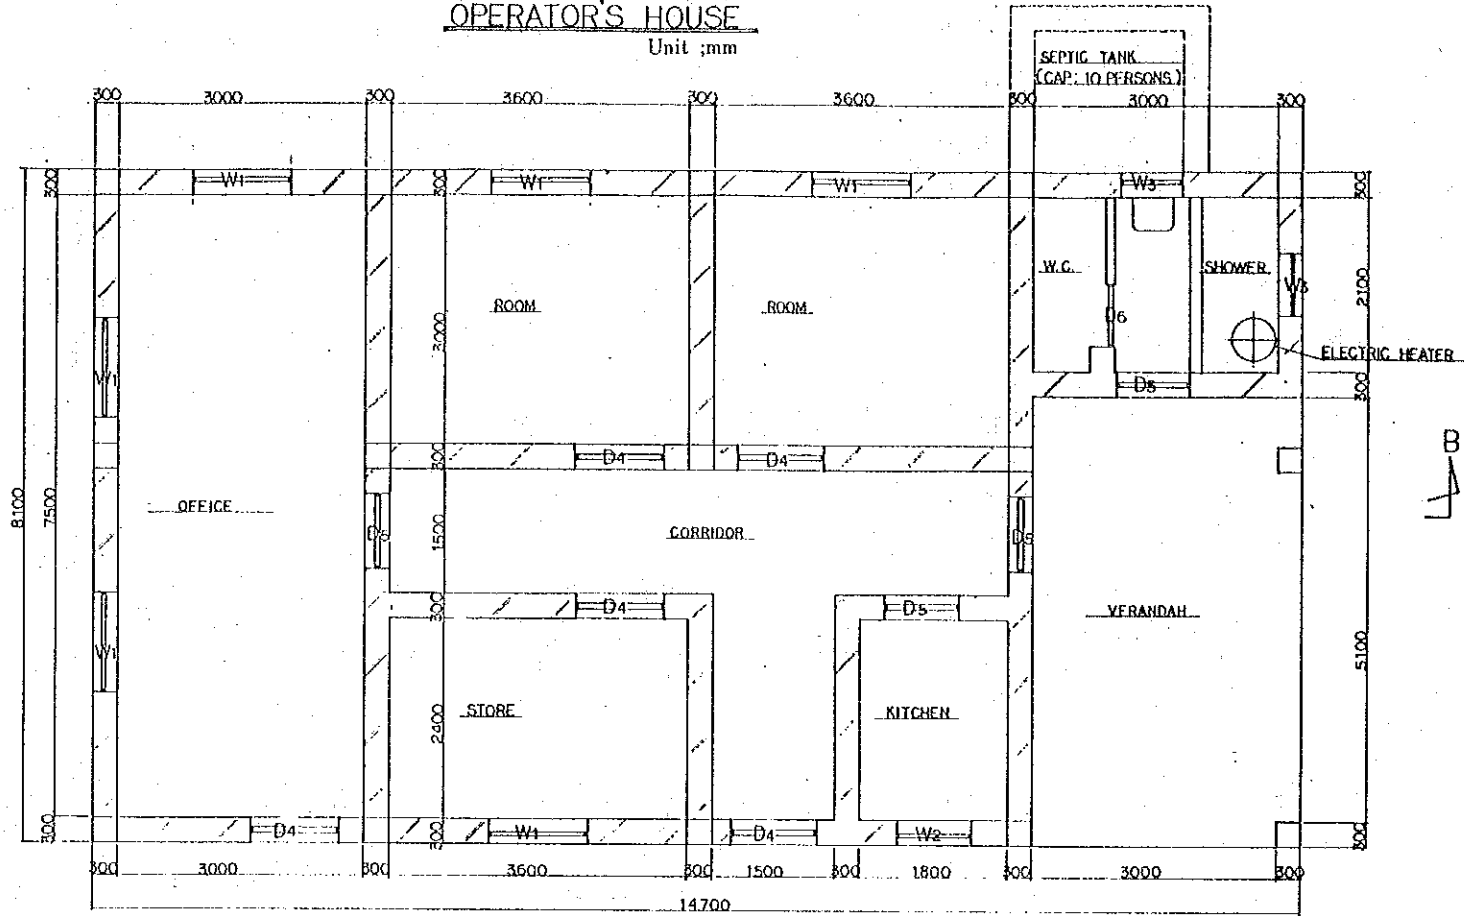 OPERATOR'S HOUSE
Unit ;mm
SEPTIC TANK
(CAP: 10 PERSONS)
300 3000 300 3600 300 3600 300 3000 300
W1 W1 W1 W3
300 300 300
W.C. SHOWER W3 2100
ROOM ROOM
3000
D6
ELECTRIC HEATER
W1 D5 300
300 D4 D4
B
8100 7500 OFFICE D5 1500 CORRIDOR D5
300 D4 D5 VERANDAH
W1 5100
2400 STORE KITCHEN
300 D4 300 W1 D4 W2 300
300 3000 300 3600 300 1500 300 1800 300 3000 300
14700